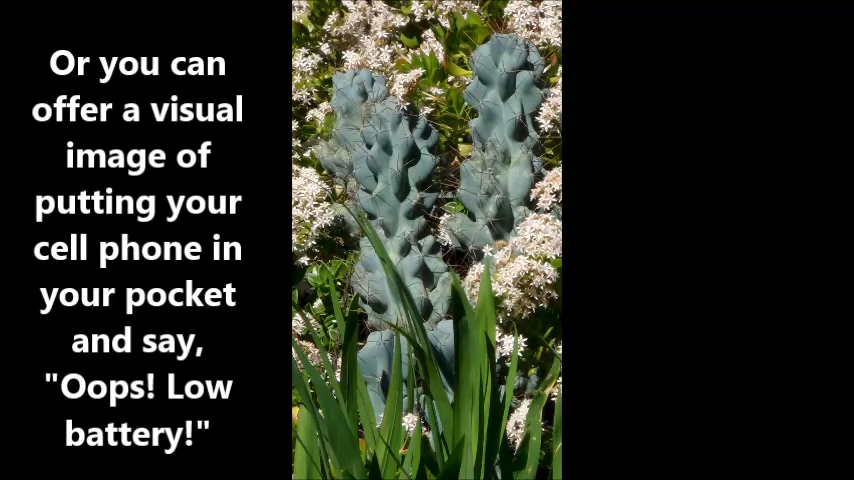 Or you can
offer a visual
image of
putting your
cell phone in
your pocket
and say,
"Oops! Low
battery!"